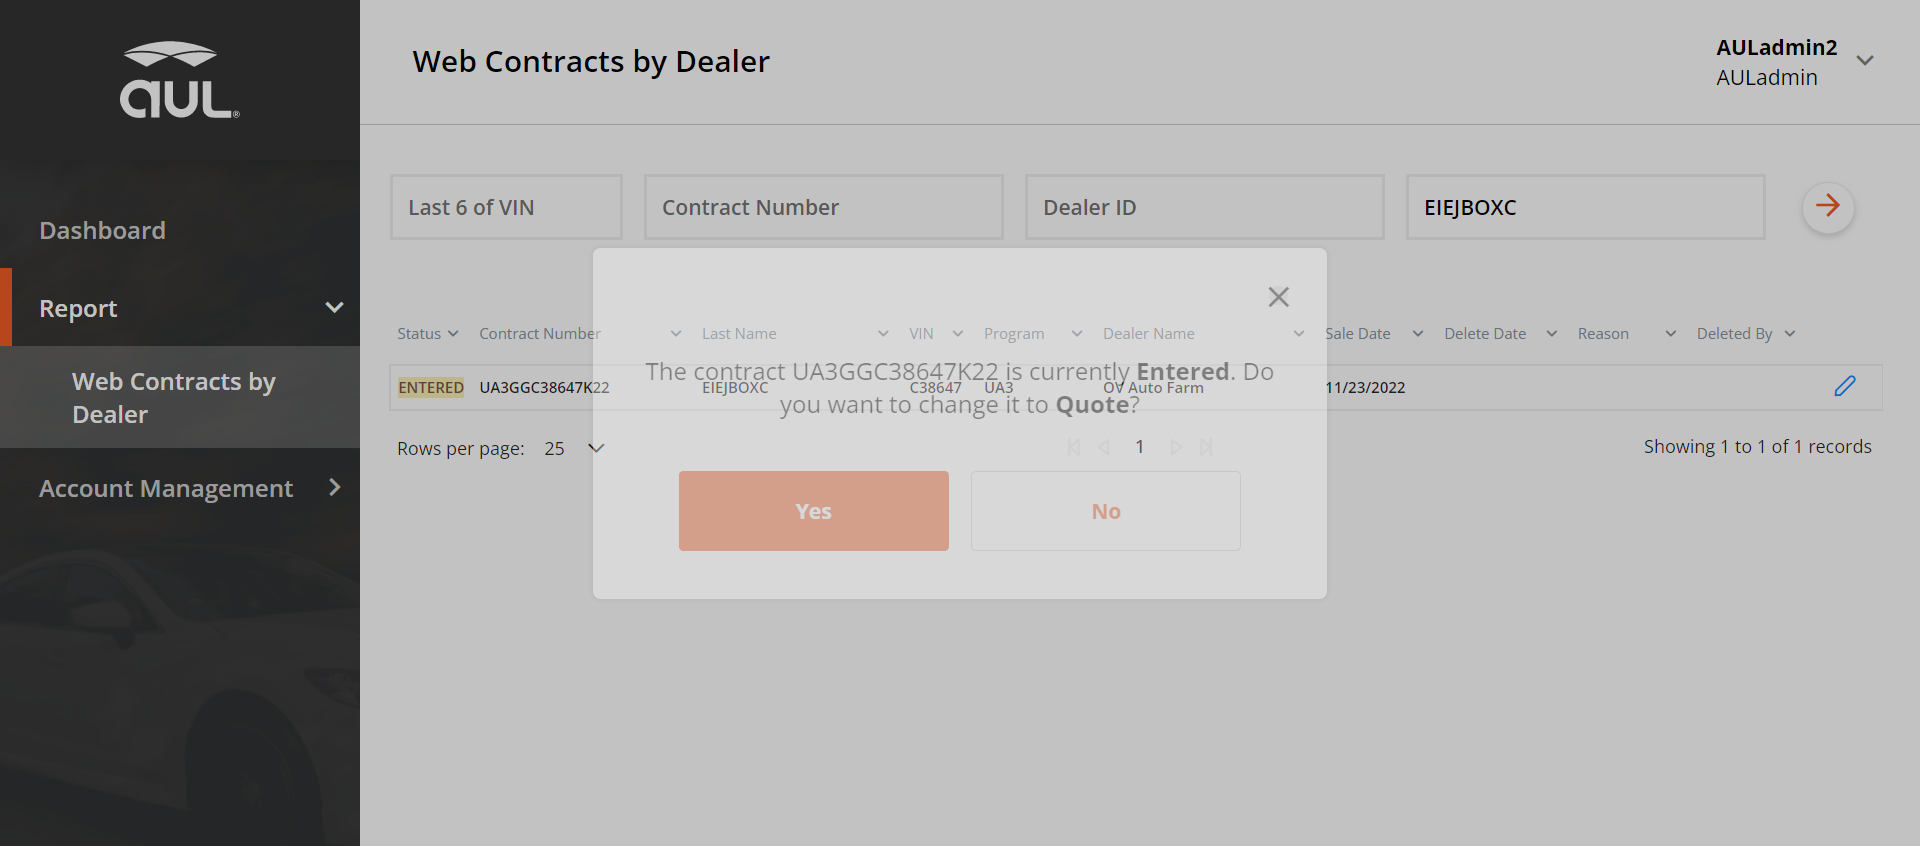 aul®
Web Contracts by Dealer
AULadmin2
AULadmin
Dashboard
Report
Web Contracts by
Dealer
Account Management
Last 6 of VIN
Contract Number
Dealer ID
EIEJBOXC
Status
Contract Number
Last Name
VIN
Program
Dealer Name
Sale Date
Delete Date
Reason
Deleted By
ENTERED
UA3GGC38647K22
EIEJBOXC
C38647
UA3
OV Auto Farm
11/23/2022
The contract UA3GGC38647K22 is currently Entered. Do
you want to change it to Quote?
Yes
No
Rows per page: 25
1
Showing 1 to 1 of 1 records